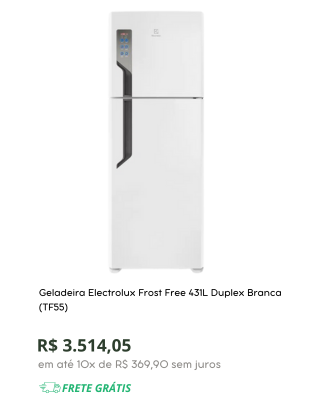 Geladeira Electrolux Frost Free 431L Duplex Branca
(TF55)
R$ 3.514,05
em até 10x de R$ 369,90 sem juros
FRETE GRÁTIS